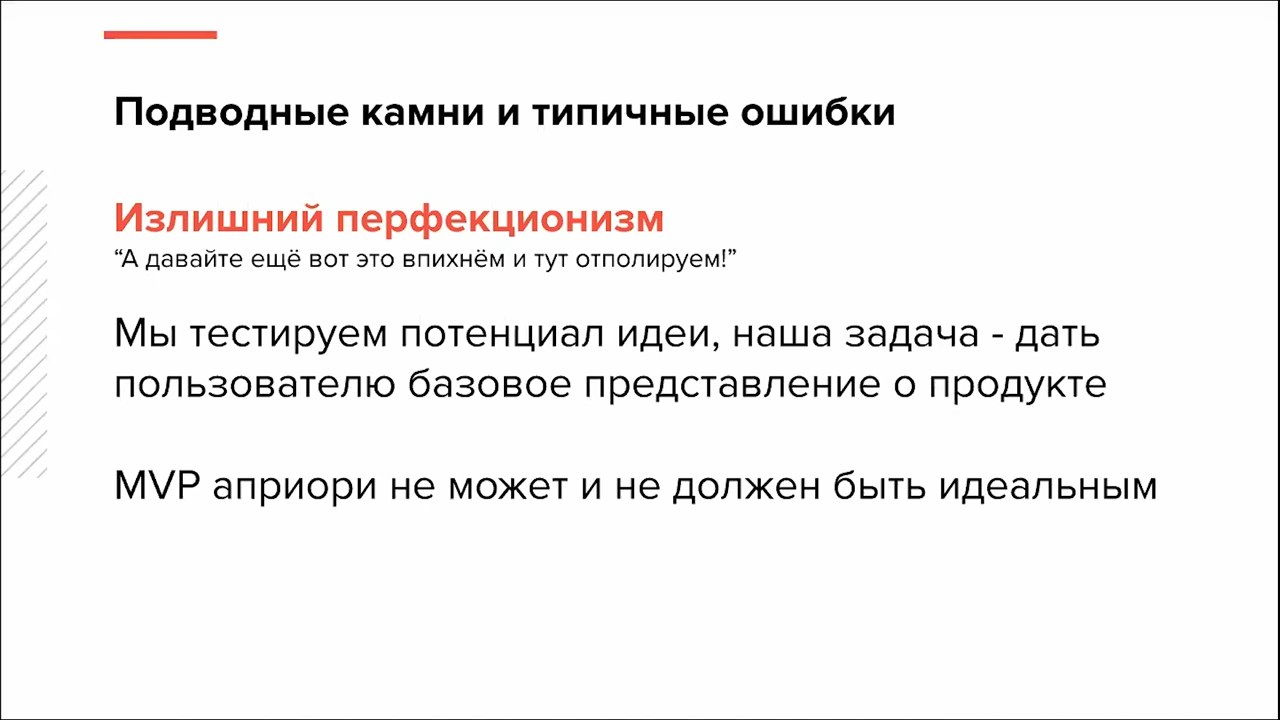 Подводные камни и типичные ошибки
Излишний перфекционизм
“А давайте ещё вот это впихнём и тут отполируем!”
Мы тестируем потенциал идеи, наша задача - дать
пользователю базовое представление о продукте
MVP априори не может и не должен быть идеальным